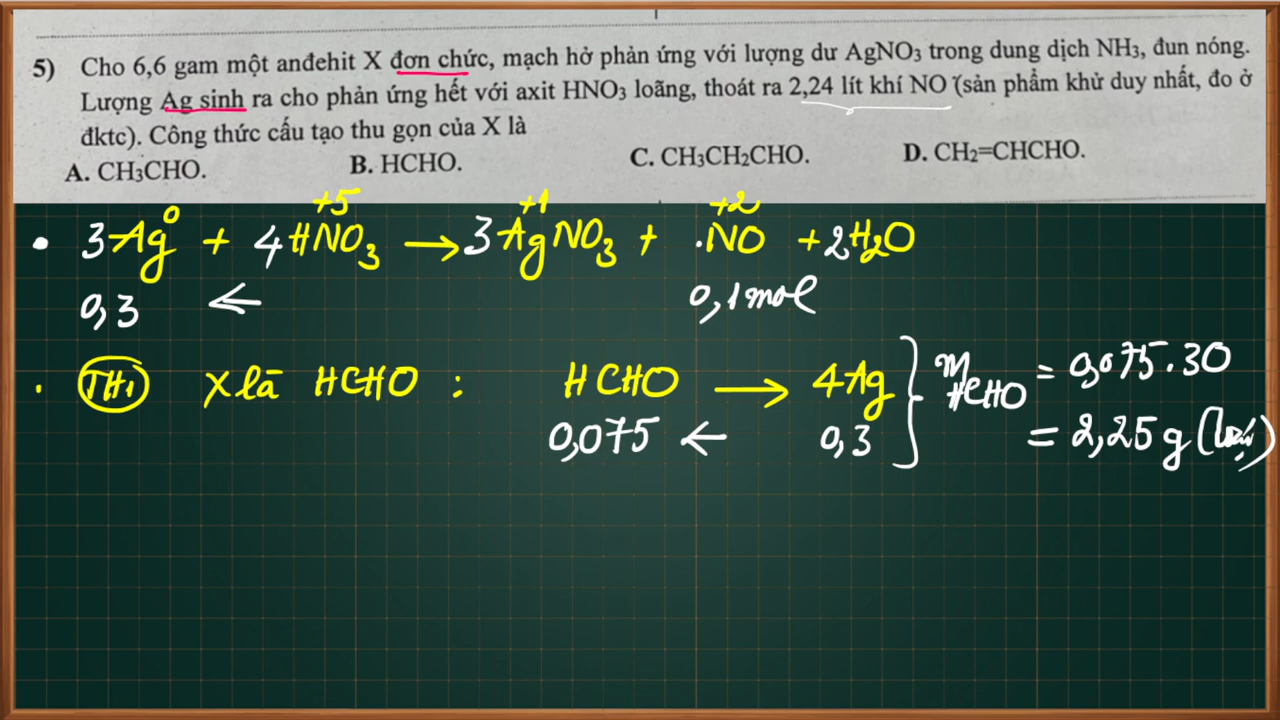 5) Cho 6,6 gam một anđehit X đơn chức, mạch hở phản ứng với lượng dư AgNO3 trong dung dịch NH3, đun nóng.
Lượng Ag sinh ra cho phản ứng hết với axit HNO3 loãng, thoát ra 2,24 lít khí NO (sản phẩm khử duy nhất, đo ở
đktc). Công thức cấu tạo thu gọn của X là
A. CH3CHO. B. HCHO. C. CH3CH2CHO. D. CH2=CHCHO.
0 +5 +1 +2
• 3Ag + 4HNO3 → 3AgNO3 + NO + 2H2O
0,3 ← 0,1mol
• TH1 X là HCHO : HCHO → 4Ag } mHCHO = 0,075.30
0,075 ← 0,3 = 2,25g (loại)